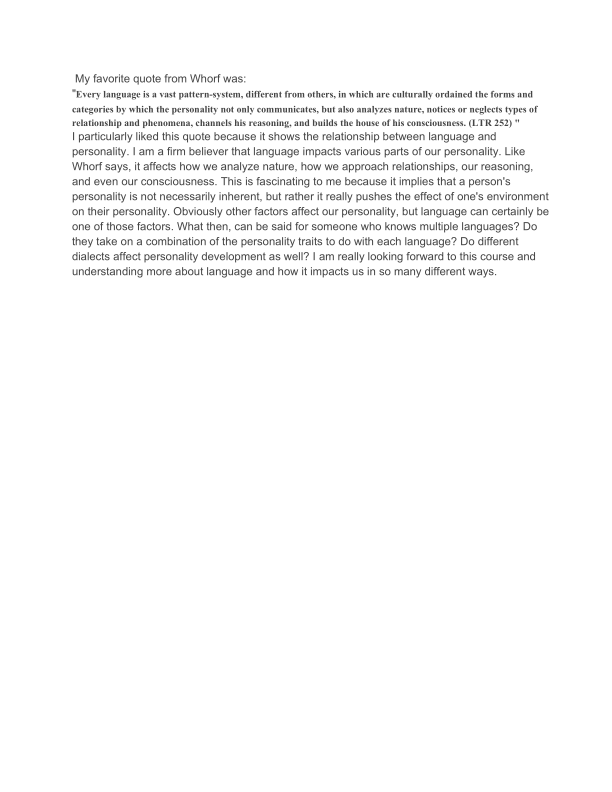 My favorite quote from Whorf was:
"Every language is a vast pattern-system, different from others, in which are culturally ordained the forms and
categories by which the personality not only communicates, but also analyzes nature, notices or neglects types of
relationship and phenomena, channels his reasoning, and builds the house of his consciousness. (LTR 252) "
I particularly liked this quote because it shows the relationship between language and
personality. I am a firm believer that language impacts various parts of our personality. Like
Whorf says, it affects how we analyze nature, how we approach relationships, our reasoning,
and even our consciousness. This is fascinating to me because it implies that a person's
personality is not necessarily inherent, but rather it really pushes the effect of one's environment
on their personality. Obviously other factors affect our personality, but language can certainly be
one of those factors. What then, can be said for someone who knows multiple languages? Do
they take on a combination of the personality traits to do with each language? Do different
dialects affect personality development as well? I am really looking forward to this course and
understanding more about language and how it impacts us in so many different ways.